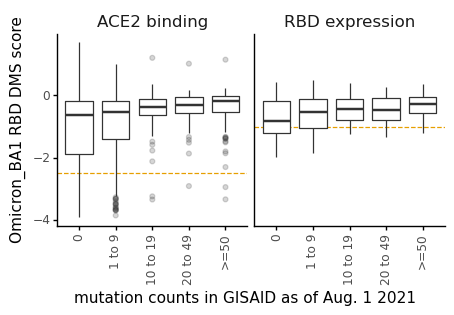 ACE2 binding
RBD expression
Omicron_BA1 RBD DMS score
0
−2
−4
0
1 to 9
10 to 19
20 to 49
>=50
0
1 to 9
10 to 19
20 to 49
>=50
mutation counts in GISAID as of Aug. 1 2021